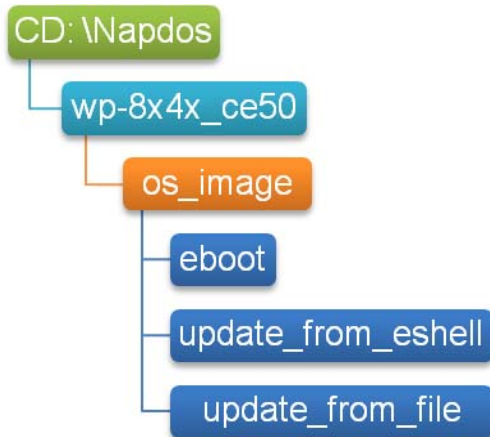 CD: \Napdos
wp-8x4x_ce50
os_image
eboot
update_from_eshell
update_from_file